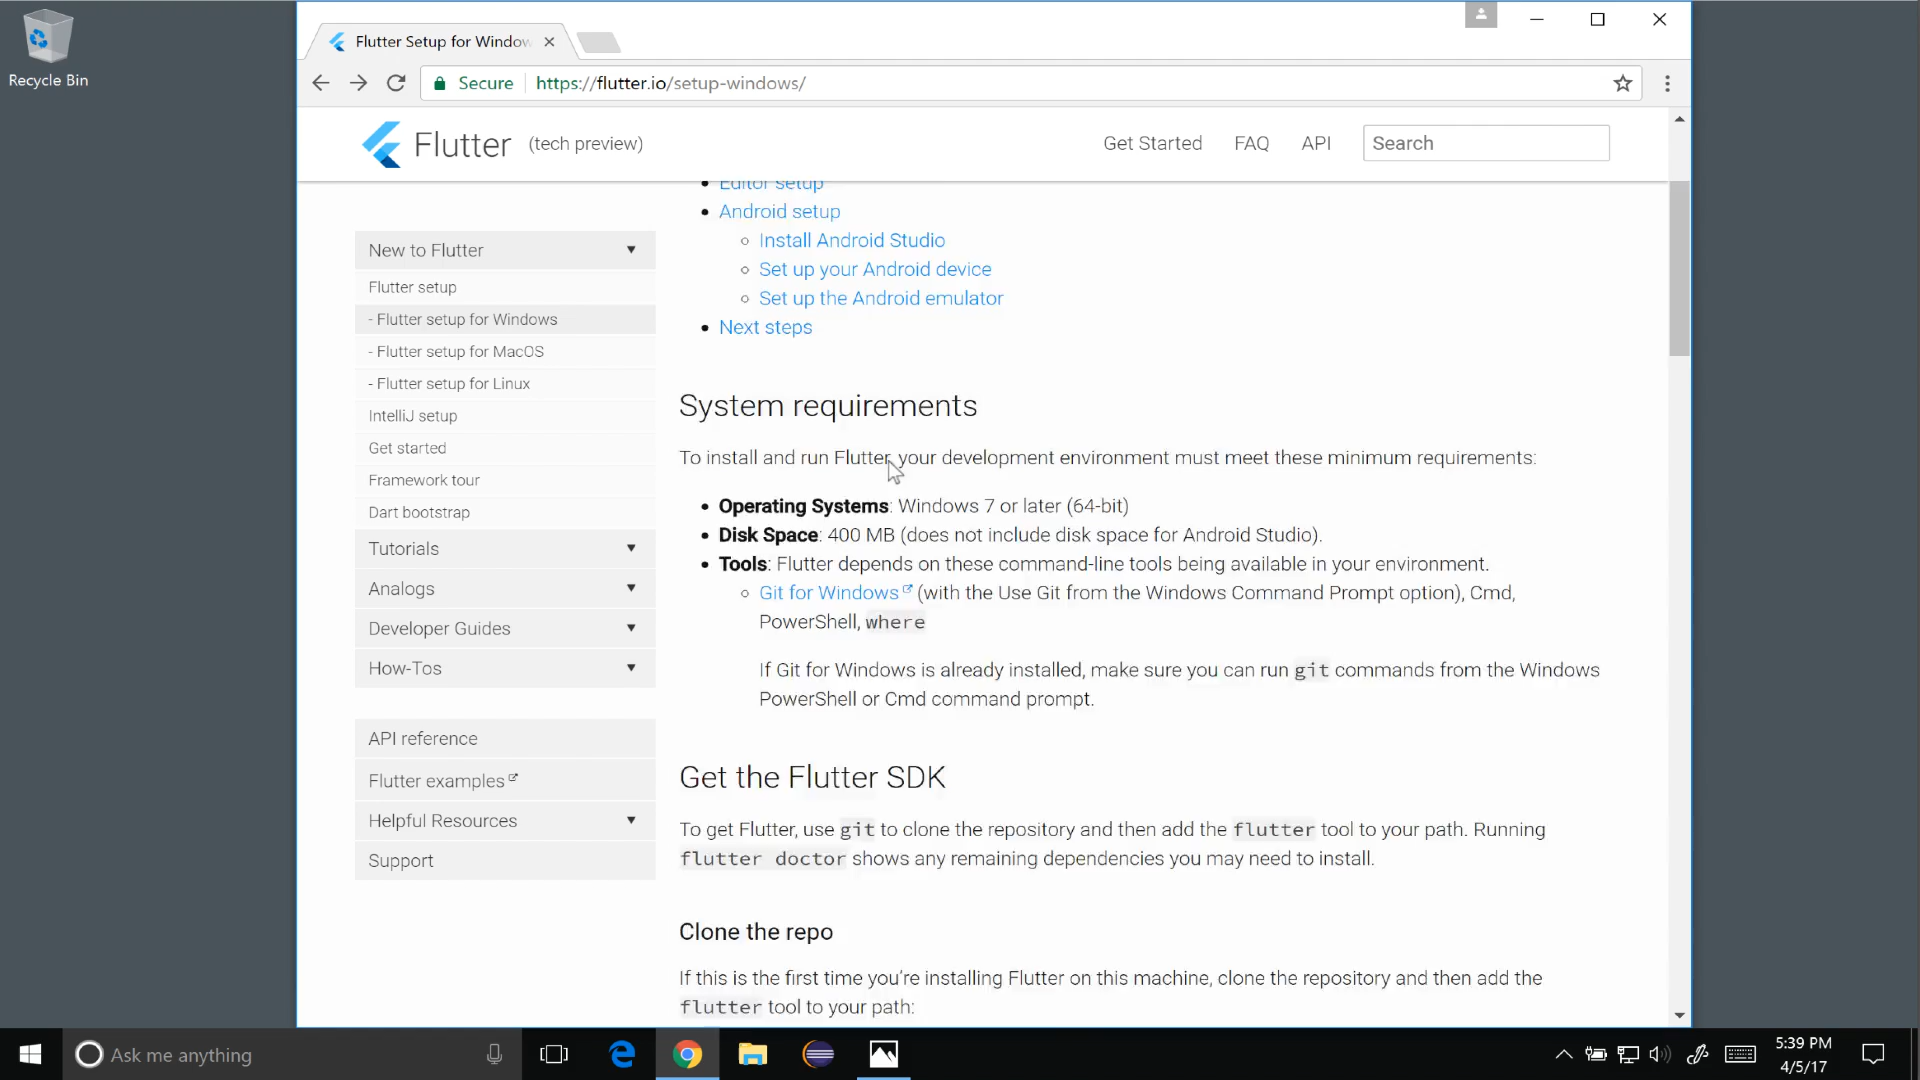 Recycle Bin
Flutter Setup for Window
Secure https://flutter.io/setup-windows/
Flutter (tech preview)
Get Started FAQ API Search
New to Flutter ▼
Flutter setup
- Flutter setup for Windows
- Flutter setup for MacOS
- Flutter setup for Linux
IntelliJ setup
Get started
Framework tour
Dart bootstrap
Tutorials ▼
Analogs ▼
Developer Guides ▼
How-Tos ▼
API reference
Flutter examples
Helpful Resources ▼
Support
• Editor setup
• Android setup
◦ Install Android Studio
◦ Set up your Android device
◦ Set up the Android emulator
• Next steps
System requirements
To install and run Flutter, your development environment must meet these minimum requirements:
• Operating Systems: Windows 7 or later (64-bit)
• Disk Space: 400 MB (does not include disk space for Android Studio).
• Tools: Flutter depends on these command-line tools being available in your environment.
◦ Git for Windows (with the Use Git from the Windows Command Prompt option), Cmd,
PowerShell, where
If Git for Windows is already installed, make sure you can run git commands from the Windows
PowerShell or Cmd command prompt.
Get the Flutter SDK
To get Flutter, use git to clone the repository and then add the flutter tool to your path. Running
flutter doctor shows any remaining dependencies you may need to install.
Clone the repo
If this is the first time you’re installing Flutter on this machine, clone the repository and then add the
flutter tool to your path:
Ask me anything
5:39 PM
4/5/17